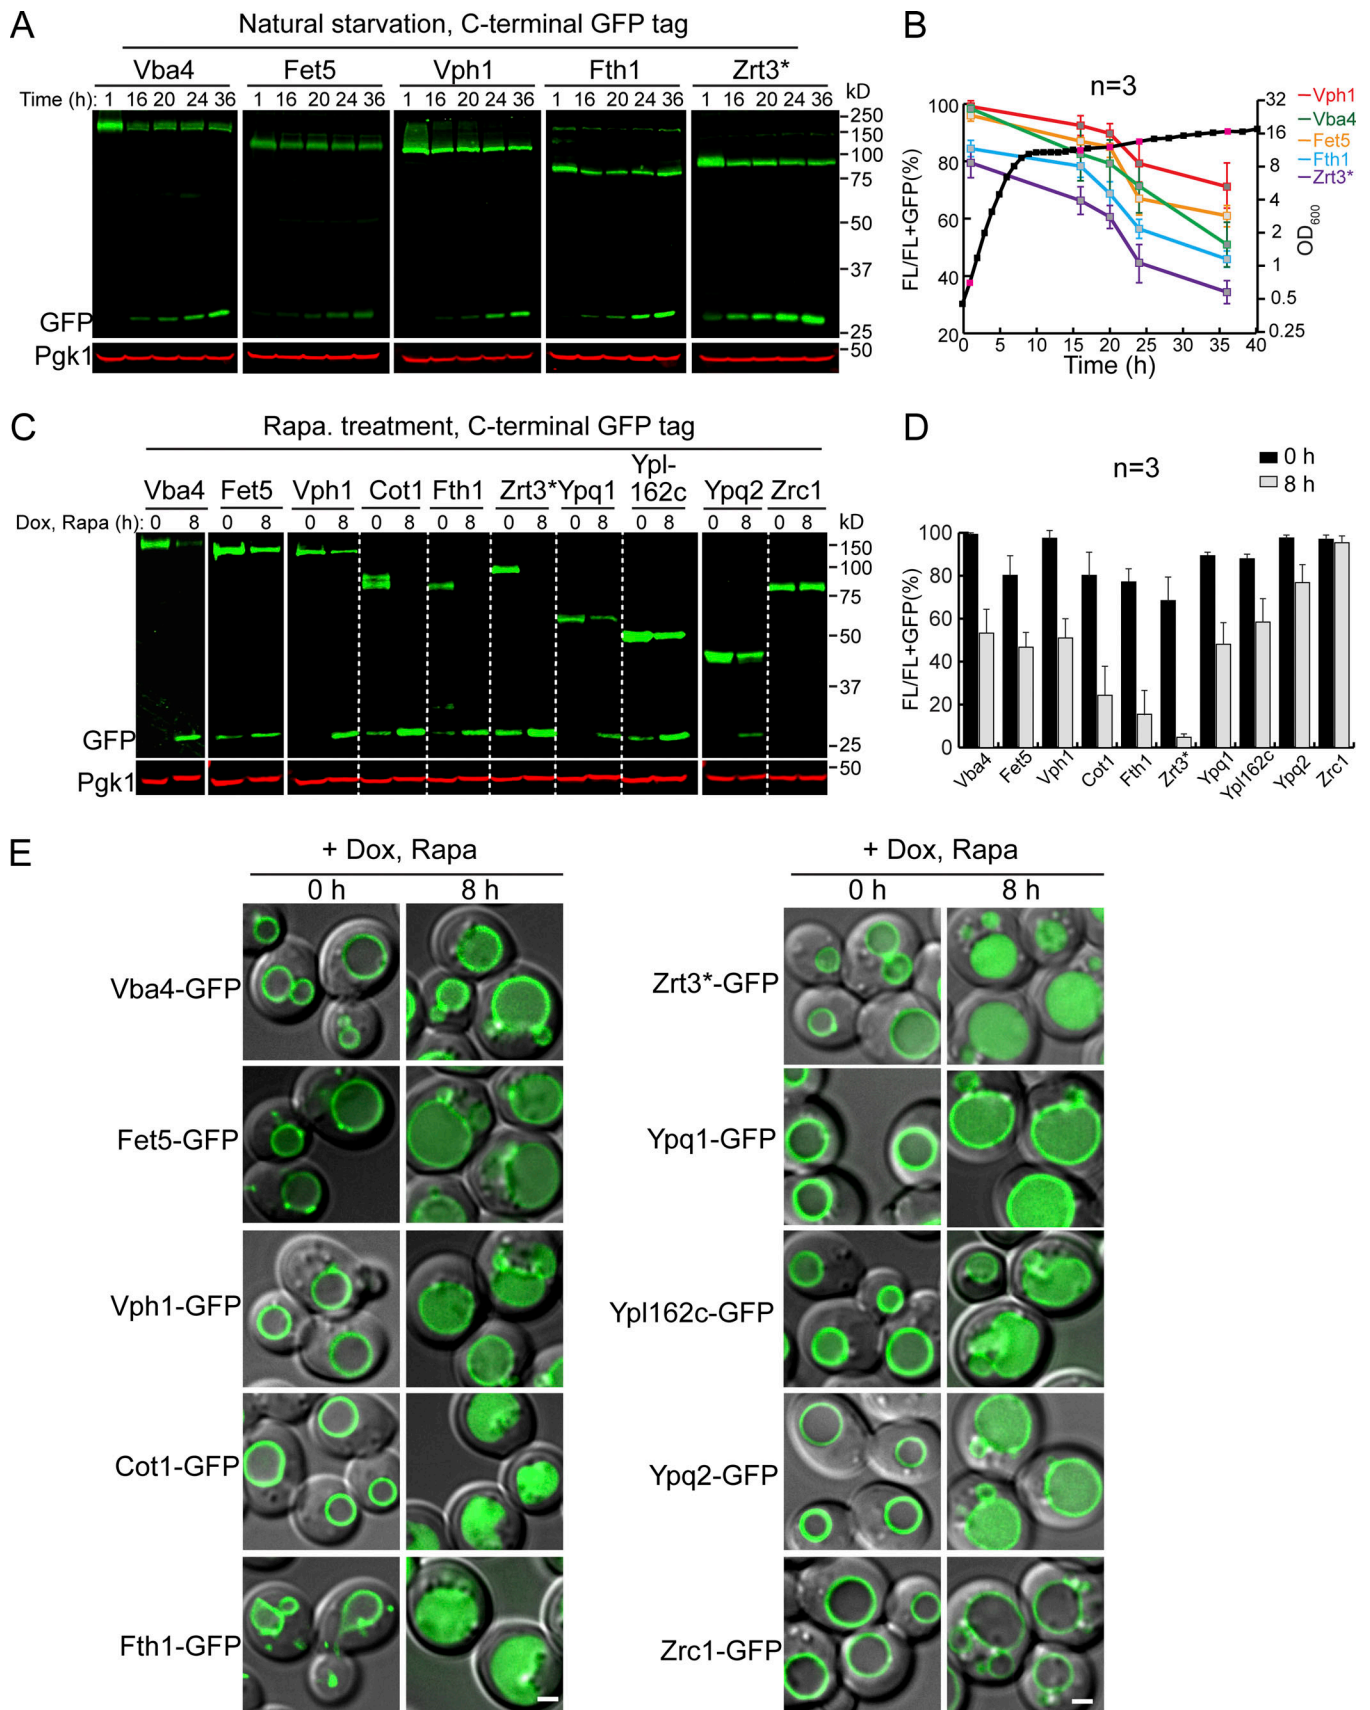 A
Natural starvation, C-terminal GFP tag
Vba4 Fet5 Vph1 Fth1 Zrt3*
Time (h): 1 16 20 24 36 1 16 20 24 36 1 16 20 24 36 1 16 20 24 36 1 16 20 24 36 kD
250
150
100
75
50
37
GFP
25
Pgk1
50
B
n=3
FL/FL+GFP(%)
100
80
60
40
20
0 5 10 15 20 25 30 35 40
Time (h)
32
16
8
4
2
1
0.5
0.25
OD600
Vph1
Vba4
Fet5
Fth1
Zrt3*
C
Rapa. treatment, C-terminal GFP tag
Vba4 Fet5 Vph1 Cot1 Fth1 Zrt3* Ypq1 Ypl-
162c Ypq2 Zrc1
Dox, Rapa (h): 0 8 0 8 0 8 0 8 0 8 0 8 0 8 0 8 0 8 0 8 kD
150
100
75
50
37
GFP
25
Pgk1
50
D
n=3
0 h
8 h
FL/FL+GFP(%)
100
80
60
40
20
0
Vba4 Fet5 Vph1 Cot1 Fth1 Zrt3* Ypq1 Ypl162c Ypq2 Zrc1
E
+ Dox, Rapa
0 h 8 h
Vba4-GFP
Fet5-GFP
Vph1-GFP
Cot1-GFP
Fth1-GFP
+ Dox, Rapa
0 h 8 h
Zrt3*-GFP
Ypq1-GFP
Ypl162c-GFP
Ypq2-GFP
Zrc1-GFP